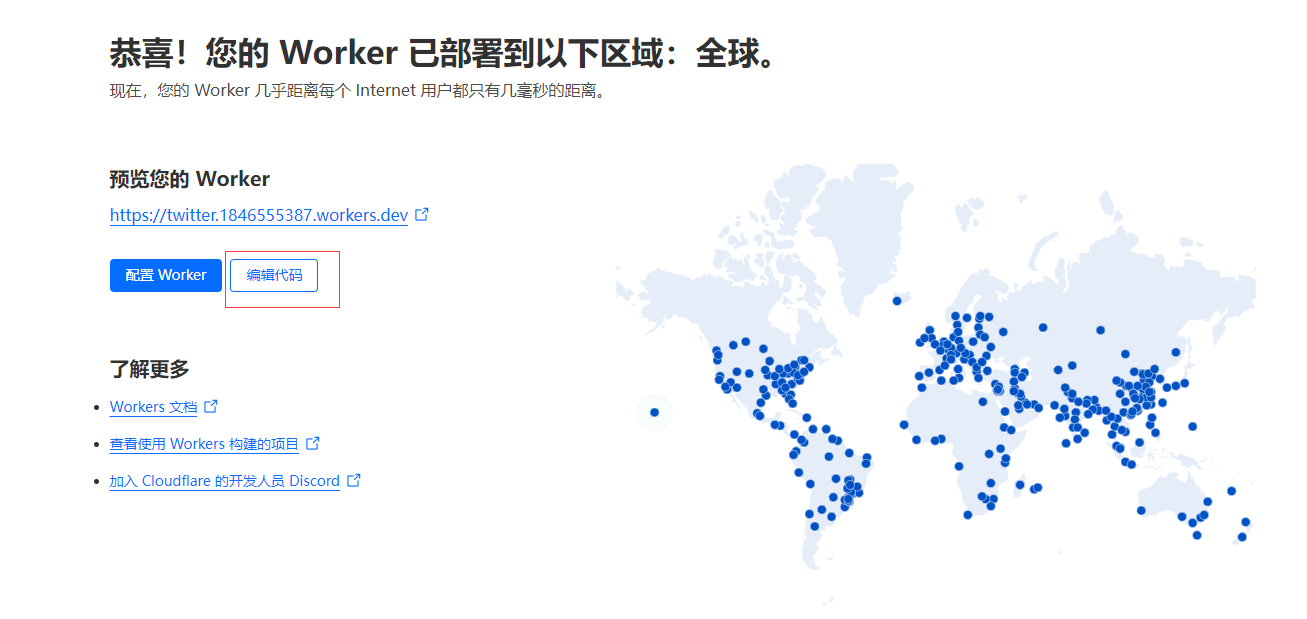 恭喜！您的 Worker 已部署到以下区域：全球。
现在，您的 Worker 几乎距离每个 Internet 用户都只有几毫秒的距离。
预览您的 Worker
https://twitter.1846555387.workers.dev
配置 Worker
编辑代码
了解更多
Workers 文档
查看使用 Workers 构建的项目
加入 Cloudflare 的开发人员 Discord